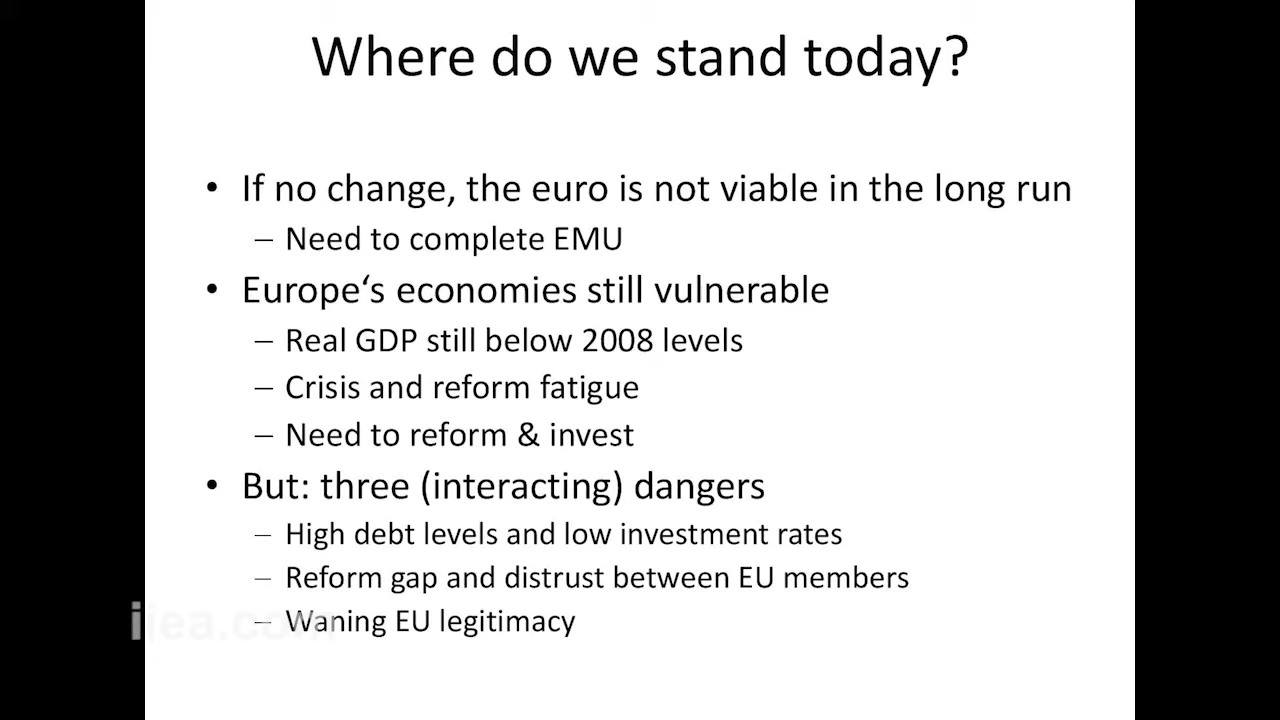 Where do we stand today?
• If no change, the euro is not viable in the long run
– Need to complete EMU
• Europe‘s economies still vulnerable
– Real GDP still below 2008 levels
– Crisis and reform fatigue
– Need to reform & invest
• But: three (interacting) dangers
– High debt levels and low investment rates
– Reform gap and distrust between EU members
– Waning EU legitimacy
iiea.com